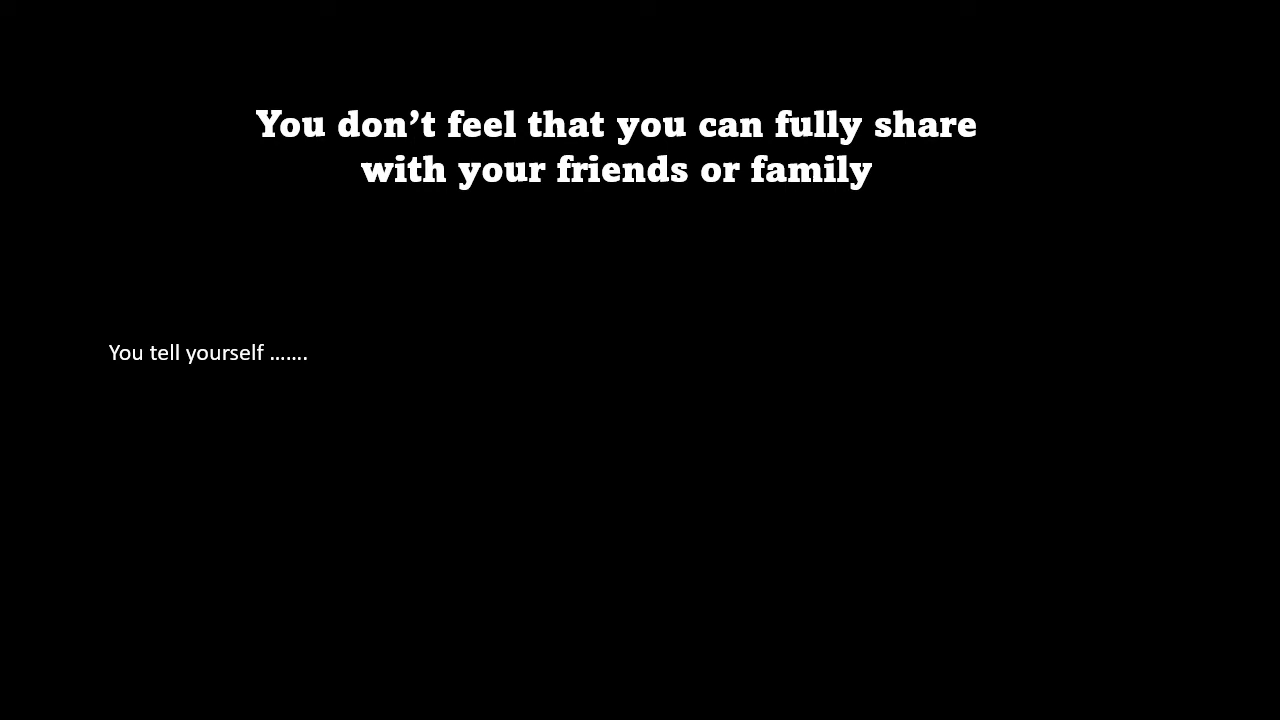 You don’t feel that you can fully share
with your friends or family
You tell yourself …….